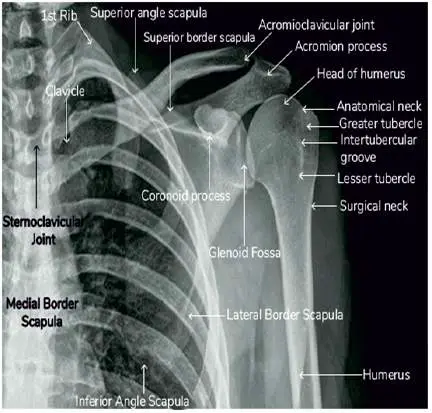 1st Rib
Superior angle scapula
Acromioclavicular joint
Superior border scapula
Acromion process
Head of humerus
Clavicle
Anatomical neck
Greater tubercle
Intertubercular
groove
Coronoid process
Lesser tubercle
Sternoclavicular
Joint
Surgical neck
Glenoid Fossa
Medial Border
Scapula
Lateral Border Scapula
Humerus
Inferior Angle Scapula